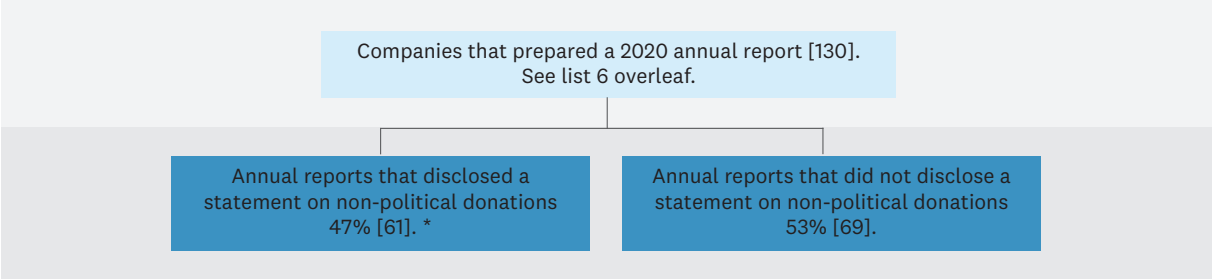 Companies that prepared a 2020 annual report [130].
See list 6 overleaf.
Annual reports that disclosed a
statement on non-political donations
47% [61]. *
Annual reports that did not disclose a
statement on non-political donations
53% [69].